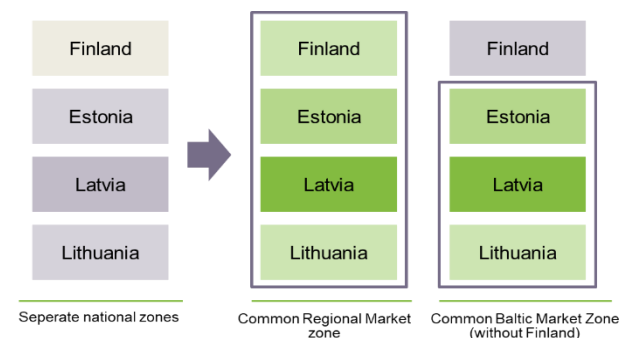 Finland
Estonia
Latvia
Lithuania
Seperate national zones
Finland
Estonia
Latvia
Lithuania
Common Regional Market
zone
Finland
Estonia
Latvia
Lithuania
Common Baltic Market Zone
(without Finland)